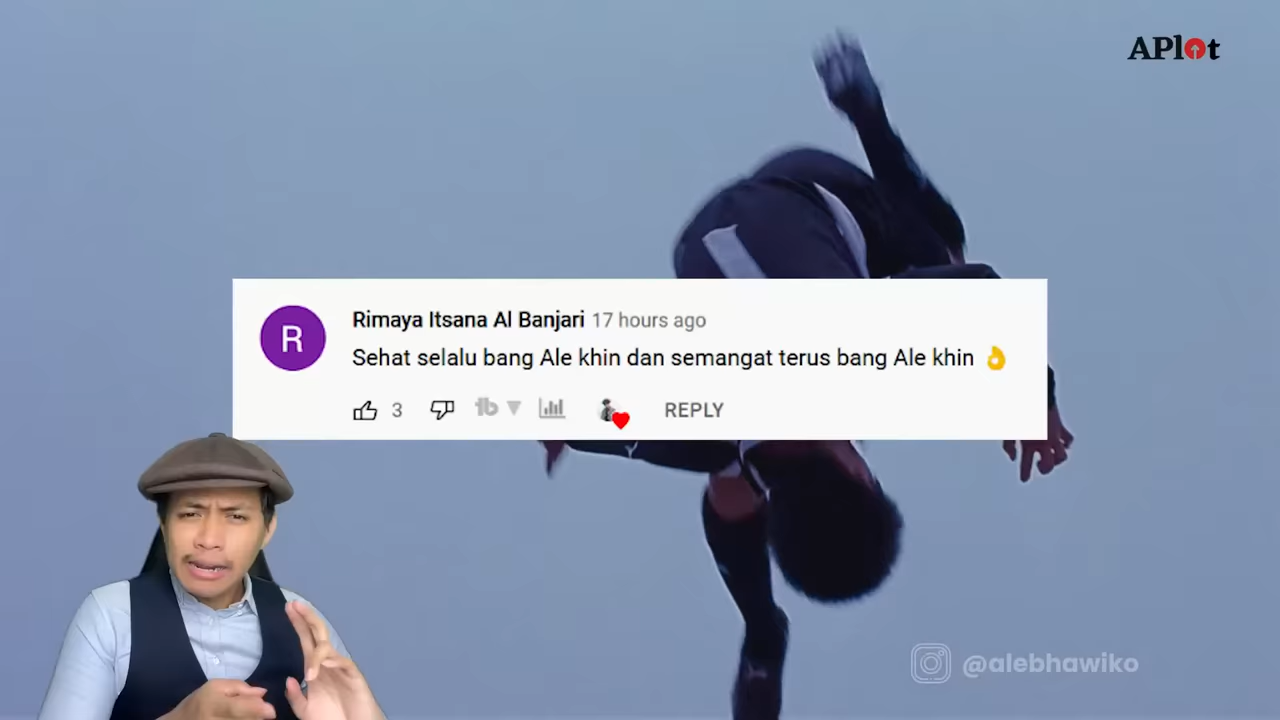 APlot
R
Rimaya Itsana Al Banjari 17 hours ago
Sehat selalu bang Ale khin dan semangat terus bang Ale khin 👌
3 tb REPLY
@alebhawiko